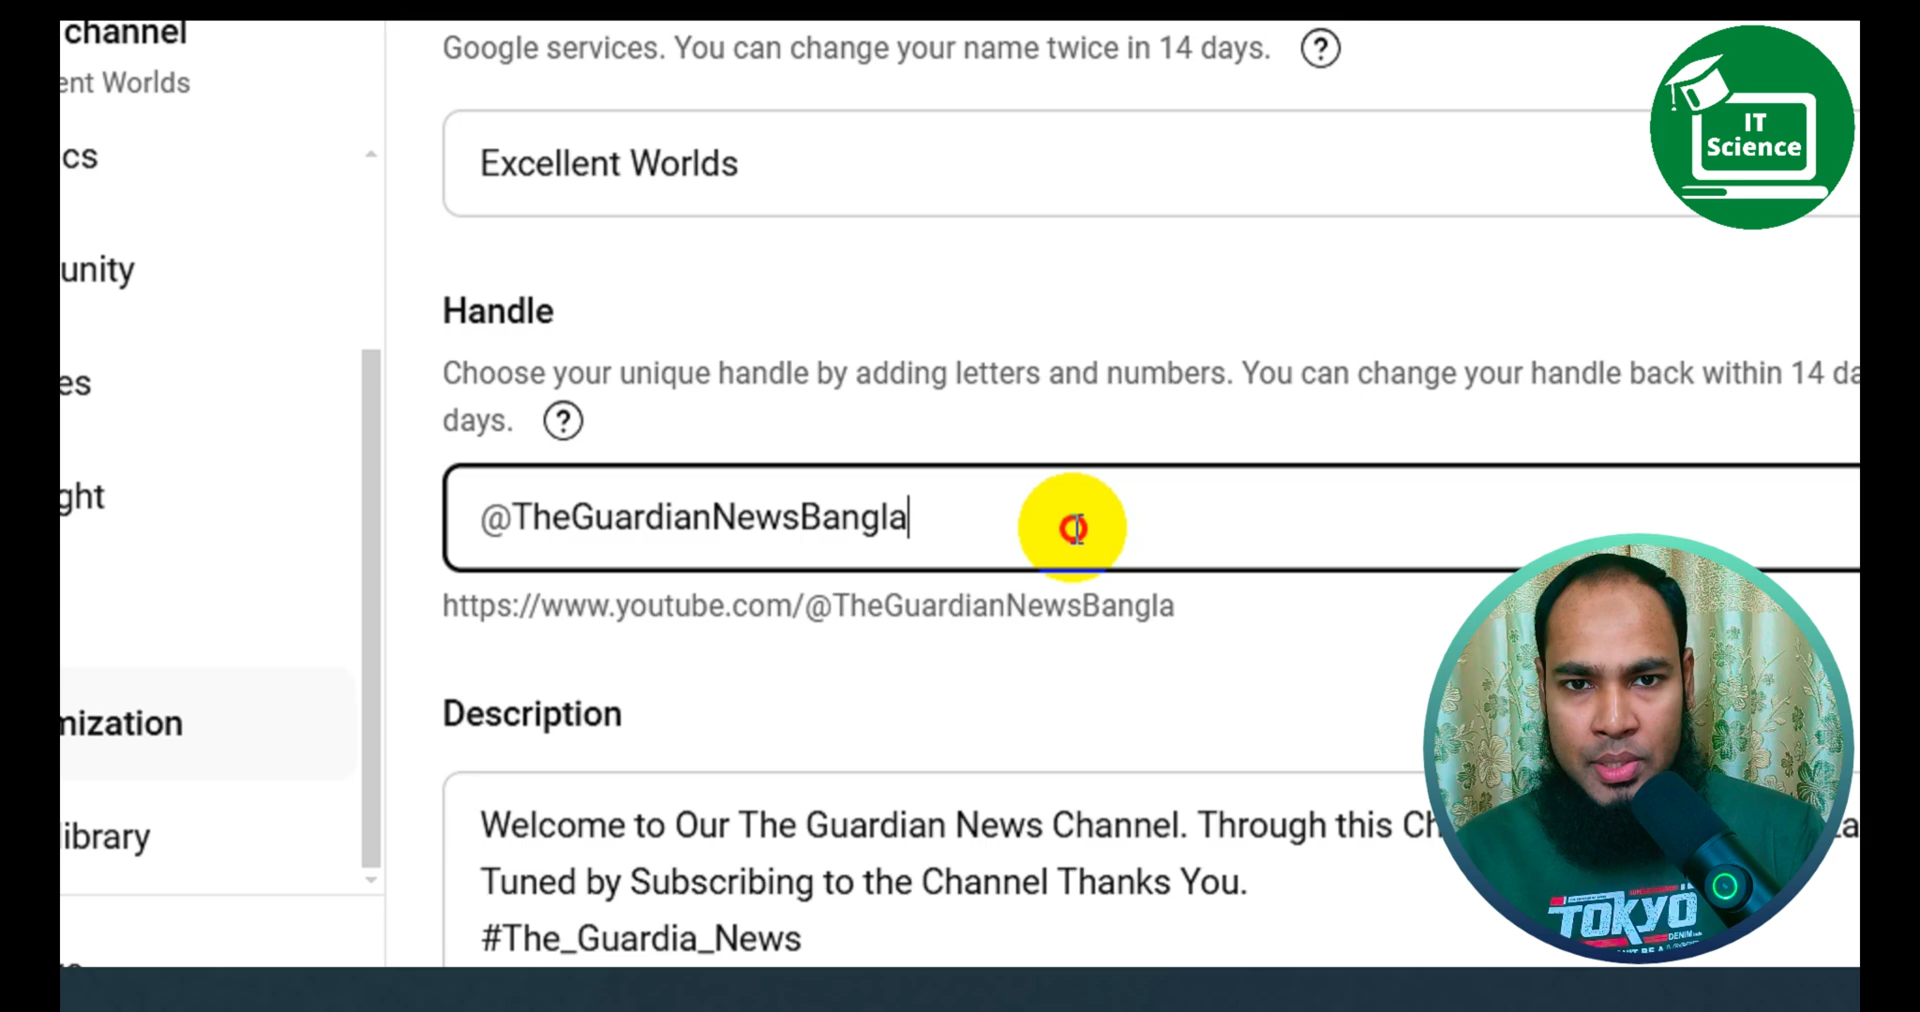 channel
ent Worlds
cs
unity
es
ght
mization
library
Google services. You can change your name twice in 14 days. ?
Excellent Worlds
Handle
Choose your unique handle by adding letters and numbers. You can change your handle back within 14 da
days. ?
@TheGuardianNewsBangla
https://www.youtube.com/@TheGuardianNewsBangla
Description
Welcome to Our The Guardian News Channel. Through this Ch
Tuned by Subscribing to the Channel Thanks You.
#The_Guardia_News
IT
Science
TOKYO
DENIM